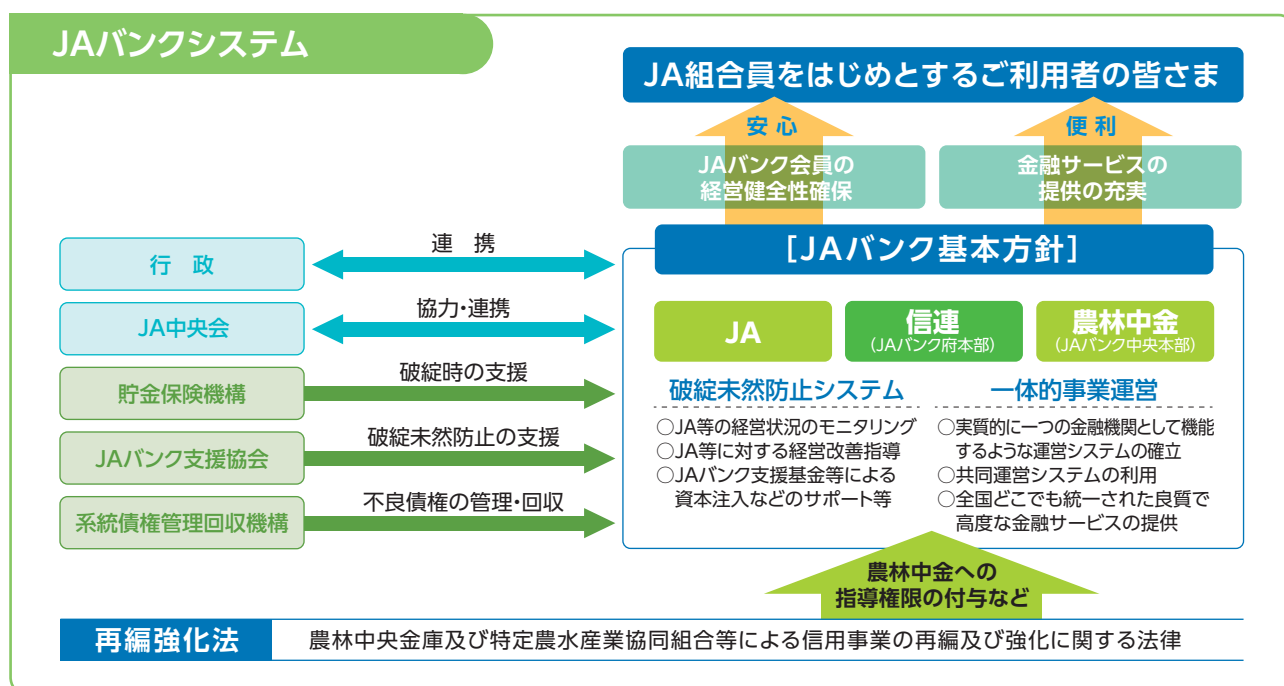 JAバンクシステム
JA組合員をはじめとするご利用者の皆さま
安 心
便 利
JAバンク会員の
経営健全性確保
金融サービスの
提供の充実
行　政
連　携
JA中央会
協力・連携
貯金保険機構
破綻時の支援
JAバンク支援協会
破綻未然防止の支援
系統債権管理回収機構
不良債権の管理・回収
［JAバンク基本方針］
JA
信連
（JAバンク府本部）
農林中金
（JAバンク中央本部）
破綻未然防止システム
○JA等の経営状況のモニタリング
○JA等に対する経営改善指導
○JAバンク支援基金等による
資本注入などのサポート等
一体的事業運営
○実質的に一つの金融機関として機能
するような運営システムの確立
○共同運営システムの利用
○全国どこでも統一された良質で
高度な金融サービスの提供
農林中金への
指導権限の付与など
再編強化法
農林中央金庫及び特定農水産業協同組合等による信用事業の再編及び強化に関する法律